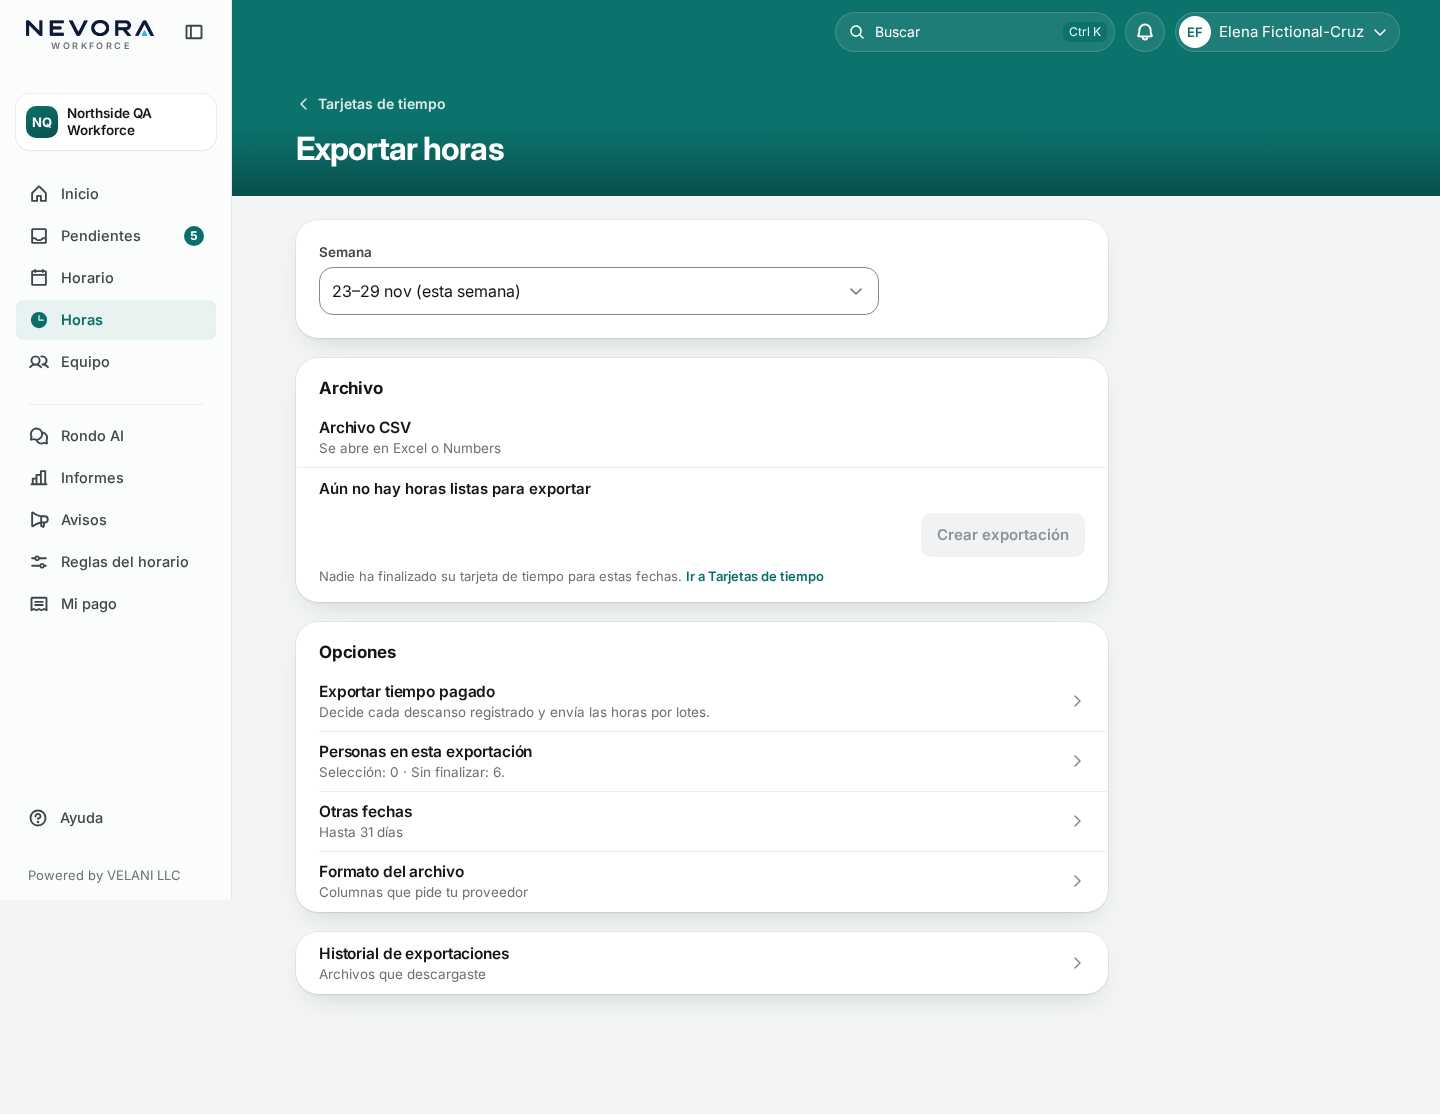 NEVORA
WORKFORCE
Buscar
Ctrl K
EF
Elena Fictional-Cruz
NQ
Northside QA
Workforce
Inicio
Pendientes
5
Horario
Horas
Equipo
Rondo AI
Informes
Avisos
Reglas del horario
Mi pago
Ayuda
Powered by VELANI LLC
Tarjetas de tiempo
Exportar horas
Semana
23–29 nov (esta semana)
Archivo
Archivo CSV
Se abre en Excel o Numbers
Aún no hay horas listas para exportar
Crear exportación
Nadie ha finalizado su tarjeta de tiempo para estas fechas. Ir a Tarjetas de tiempo
Opciones
Exportar tiempo pagado
Decide cada descanso registrado y envía las horas por lotes.
Personas en esta exportación
Selección: 0 · Sin finalizar: 6.
Otras fechas
Hasta 31 días
Formato del archivo
Columnas que pide tu proveedor
Historial de exportaciones
Archivos que descargaste